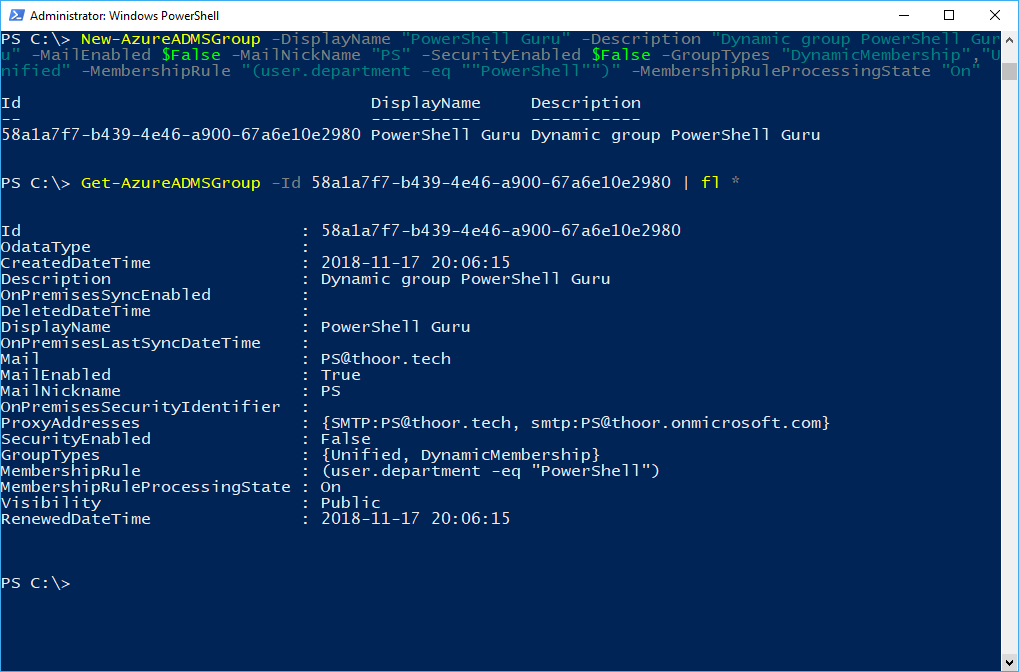 Administrator: Windows PowerShell
PS C:\> New-AzureADMSGroup -DisplayName "PowerShell Guru" -Description "Dynamic group PowerShell Gur
u" -MailEnabled $False -MailNickName "PS" -SecurityEnabled $False -GroupTypes "DynamicMembership","U
nified" -MembershipRule "(user.department -eq ""PowerShell"")" -MembershipRuleProcessingState "On"
Id                                   DisplayName     Description
--                                   -----------     -----------
58a1a7f7-b439-4e46-a900-67a6e10e2980 PowerShell Guru Dynamic group PowerShell Guru
PS C:\> Get-AzureADMSGroup -Id 58a1a7f7-b439-4e46-a900-67a6e10e2980 | fl *
Id                            : 58a1a7f7-b439-4e46-a900-67a6e10e2980
OdataType                     :
CreatedDateTime               : 2018-11-17 20:06:15
Description                   : Dynamic group PowerShell Guru
OnPremisesSyncEnabled         :
DeletedDateTime               :
DisplayName                   : PowerShell Guru
OnPremisesLastSyncDateTime    :
Mail                          : PS@thoor.tech
MailEnabled                   : True
MailNickname                  : PS
OnPremisesSecurityIdentifier  :
ProxyAddresses                : {SMTP:PS@thoor.tech, smtp:PS@thoor.onmicrosoft.com}
SecurityEnabled               : False
GroupTypes                    : {Unified, DynamicMembership}
MembershipRule                : (user.department -eq "PowerShell")
MembershipRuleProcessingState : On
Visibility                    : Public
RenewedDateTime               : 2018-11-17 20:06:15
PS C:\>